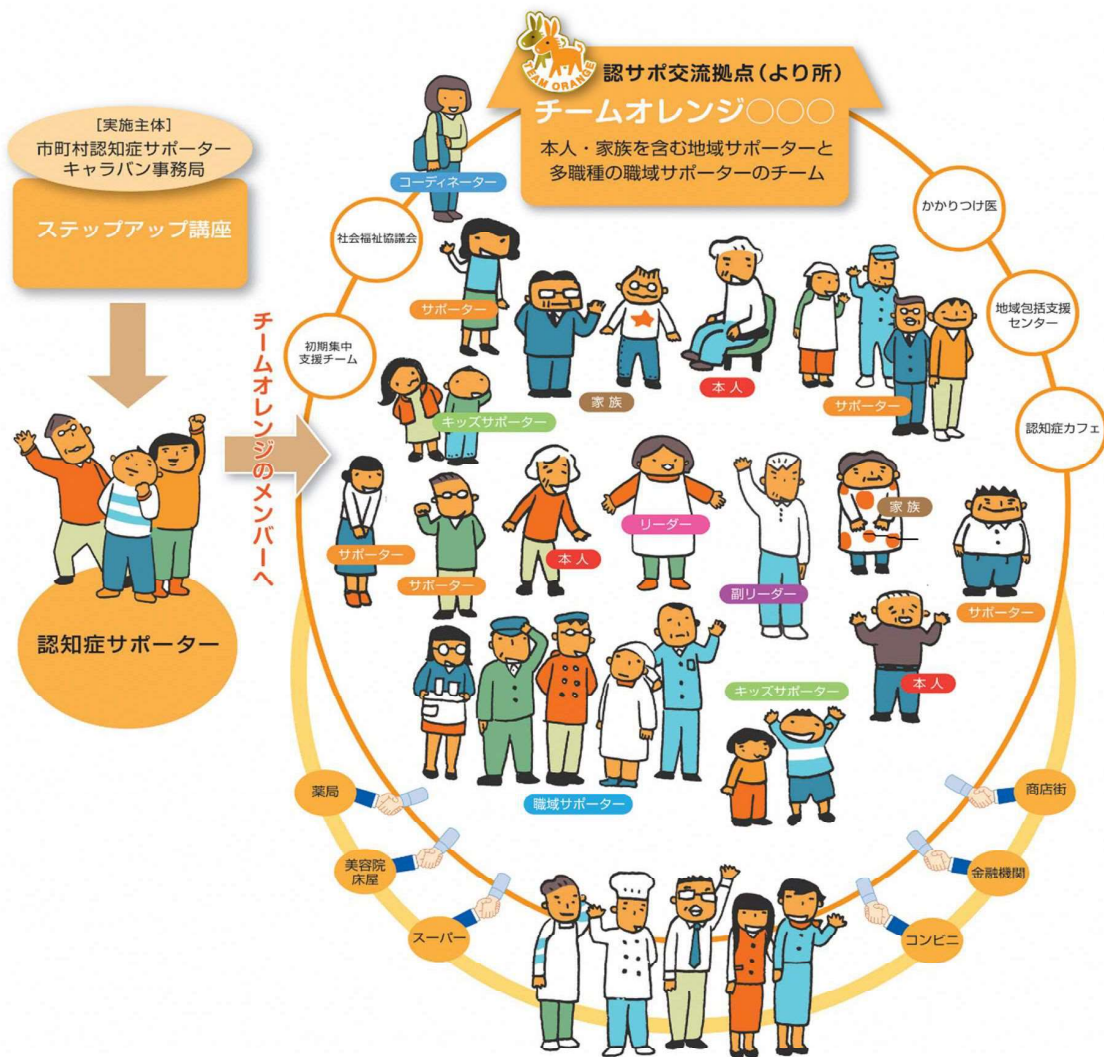 TEAM ORANGE
認サポ交流拠点（より所）
チームオレンジ○○○
本人・家族を含む地域サポーターと
多職種の職域サポーターのチーム
［実施主体］
市町村認知症サポーター
キャラバン事務局
ステップアップ講座
チームオレンジのメンバーへ
認知症サポーター
コーディネーター
社会福祉協議会
初期集中
支援チーム
かかりつけ医
地域包括支援
センター
認知症カフェ
サポーター
家族
本人
サポーター
キッズサポーター
サポーター
サポーター
本人
リーダー
副リーダー
家族
サポーター
本人
キッズサポーター
職域サポーター
薬局
美容院
床屋
スーパー
商店街
金融機関
コンビニ